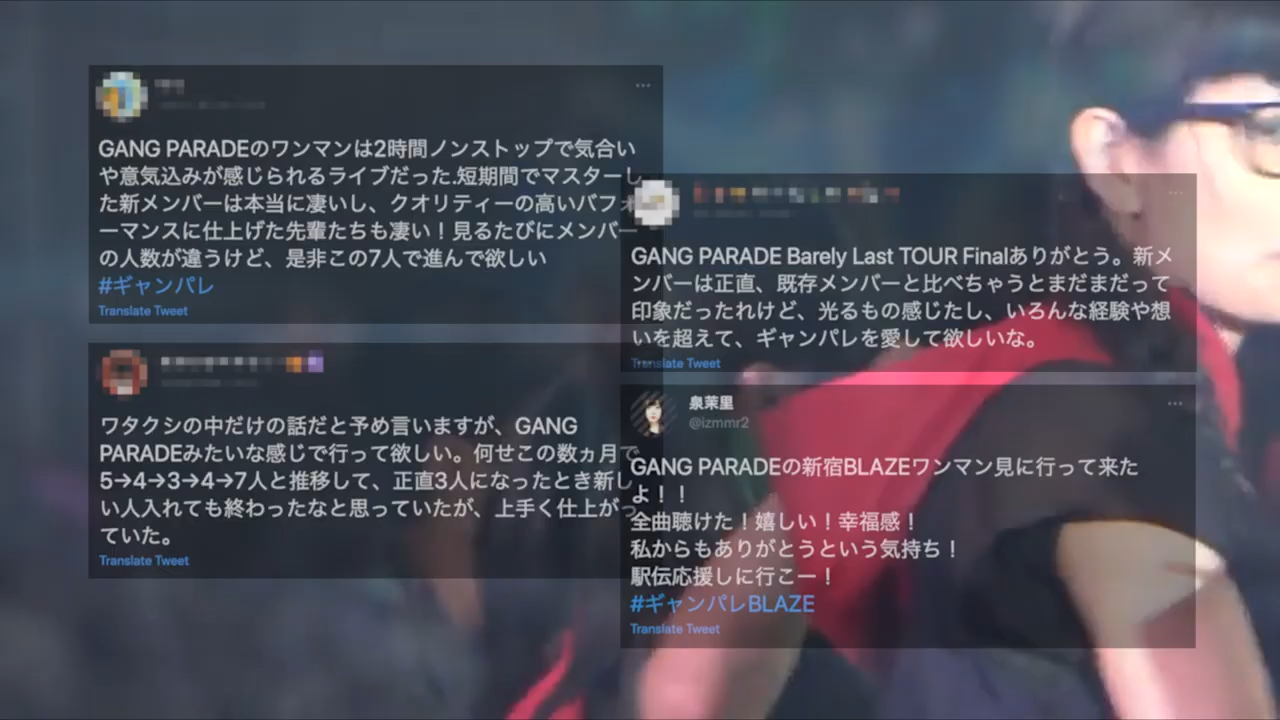 GANG PARADEのワンマンは2時間ノンストップで気合い
や意気込みが感じられるライブだった.短期間でマスターし
た新メンバーは本当に凄いし、クオリティーの高いパフォ
ーマンスに仕上げた先輩たちも凄い！見るたびにメンバー
の人数が違うけど、是非この7人で進んで欲しい
#ギャンパレ
Translate Tweet
ワタクシの中だけの話だと予め言いますが、GANG
PARADEみたいな感じで行って欲しい。何せこの数ヵ月で
5→4→3→4→7人と推移して、正直3人になったとき新し
い人入れても終わったなと思っていたが、上手く仕上がっ
ていた。
Translate Tweet
GANG PARADE Barely Last TOUR Finalありがとう。新メ
ンバーは正直、既存メンバーと比べちゃうとまだまだって
印象だったれけど、光るもの感じたし、いろんな経験や想
いを超えて、ギャンパレを愛して欲しいな。
Translate Tweet
泉茉里
@izmmr2
GANG PARADEの新宿BLAZEワンマン見に行って来た
よ！！
全曲聴けた！嬉しい！幸福感！
私からもありがとうという気持ち！
駅伝応援しに行こー！
#ギャンパレBLAZE
Translate Tweet